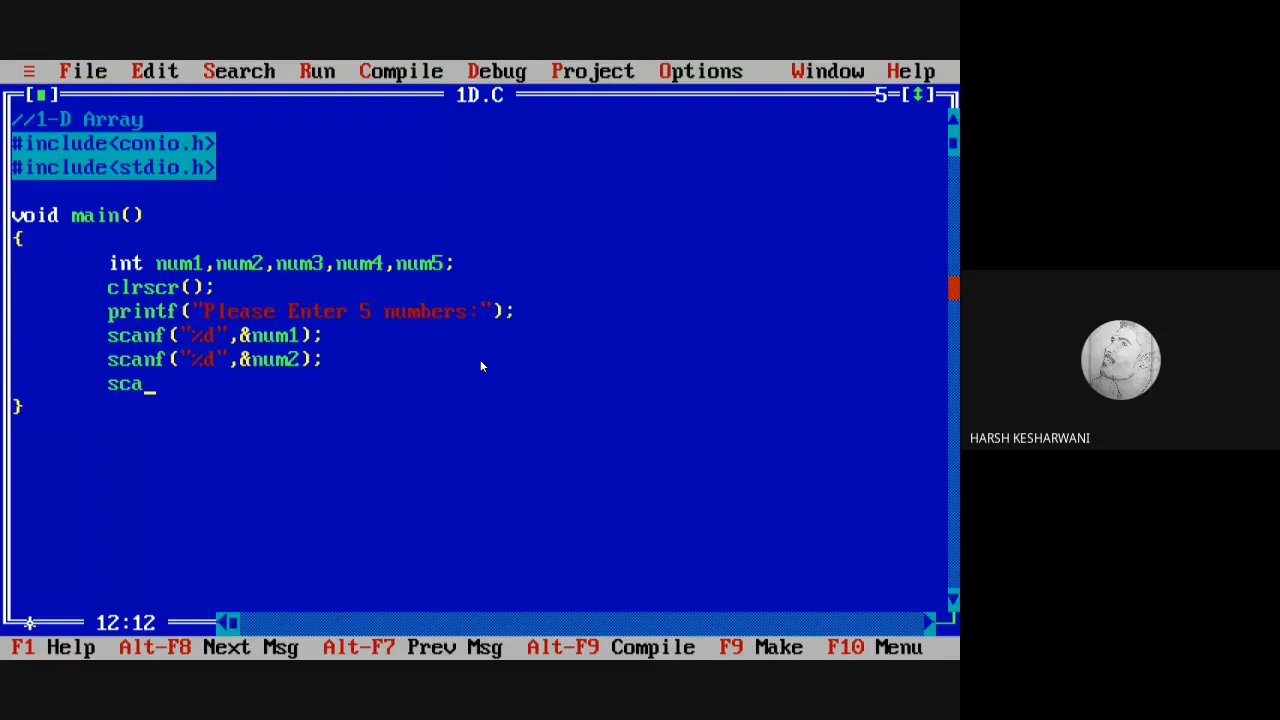 ≡ File Edit Search Run Compile Debug Project Options Window Help
[■] 1D.C 5=[↕]
//1-D Array
#include<conio.h>
#include<stdio.h>
void main()
{
int num1,num2,num3,num4,num5;
clrscr();
printf("Please Enter 5 numbers:");
scanf("%d",&num1);
scanf("%d",&num2);
sca_
}
HARSH KESHARWANI
12:12
F1 Help Alt-F8 Next Msg Alt-F7 Prev Msg Alt-F9 Compile F9 Make F10 Menu